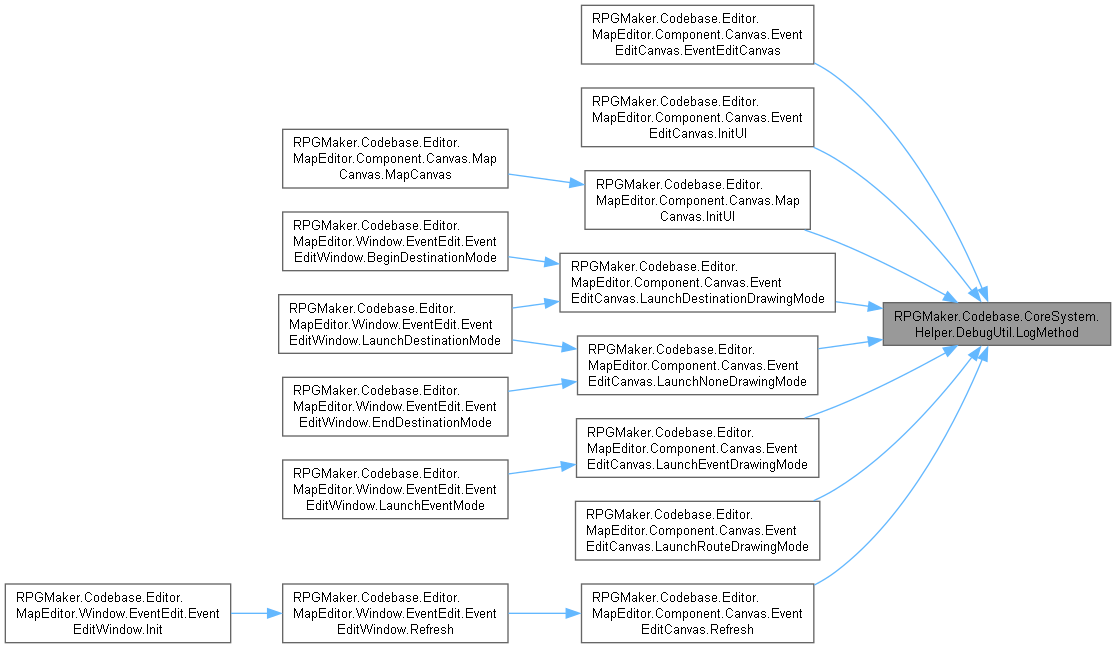 RPGMaker.Codebase.Editor.
MapEditor.Component.Canvas.Event
EditCanvas.EventEditCanvas
RPGMaker.Codebase.Editor.
MapEditor.Component.Canvas.Event
EditCanvas.InitUI
RPGMaker.Codebase.Editor.
MapEditor.Component.Canvas.Map
Canvas.MapCanvas
RPGMaker.Codebase.Editor.
MapEditor.Component.Canvas.Map
Canvas.InitUI
RPGMaker.Codebase.Editor.
MapEditor.Window.EventEdit.Event
EditWindow.BeginDestinationMode
RPGMaker.Codebase.Editor.
MapEditor.Component.Canvas.Event
EditCanvas.LaunchDestinationDrawingMode
RPGMaker.Codebase.CoreSystem.
Helper.DebugUtil.LogMethod
RPGMaker.Codebase.Editor.
MapEditor.Window.EventEdit.Event
EditWindow.LaunchDestinationMode
RPGMaker.Codebase.Editor.
MapEditor.Component.Canvas.Event
EditCanvas.LaunchNoneDrawingMode
RPGMaker.Codebase.Editor.
MapEditor.Window.EventEdit.Event
EditWindow.EndDestinationMode
RPGMaker.Codebase.Editor.
MapEditor.Component.Canvas.Event
EditCanvas.LaunchEventDrawingMode
RPGMaker.Codebase.Editor.
MapEditor.Window.EventEdit.Event
EditWindow.LaunchEventMode
RPGMaker.Codebase.Editor.
MapEditor.Component.Canvas.Event
EditCanvas.LaunchRouteDrawingMode
RPGMaker.Codebase.Editor.
MapEditor.Window.EventEdit.Event
EditWindow.Init
RPGMaker.Codebase.Editor.
MapEditor.Window.EventEdit.Event
EditWindow.Refresh
RPGMaker.Codebase.Editor.
MapEditor.Component.Canvas.Event
EditCanvas.Refresh